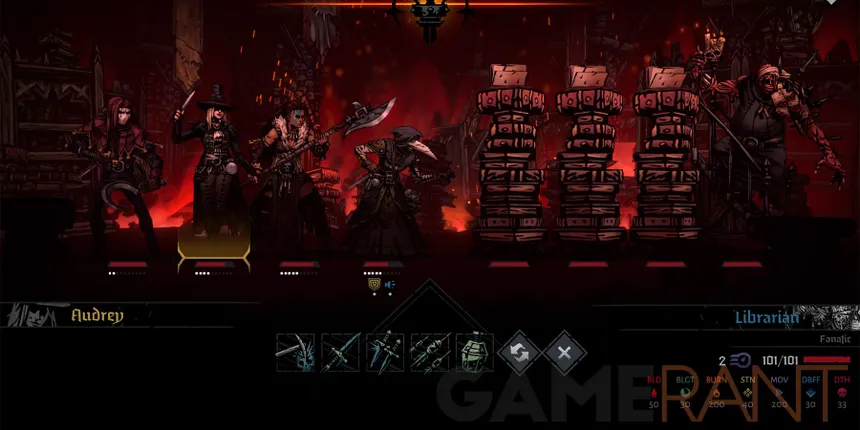 Audrey
Librarian
Fanatic
2 101/101
BLD BLGT BURN STN MOV DBFF DTH
50 30 200 40 200 30 33
GAMERANT